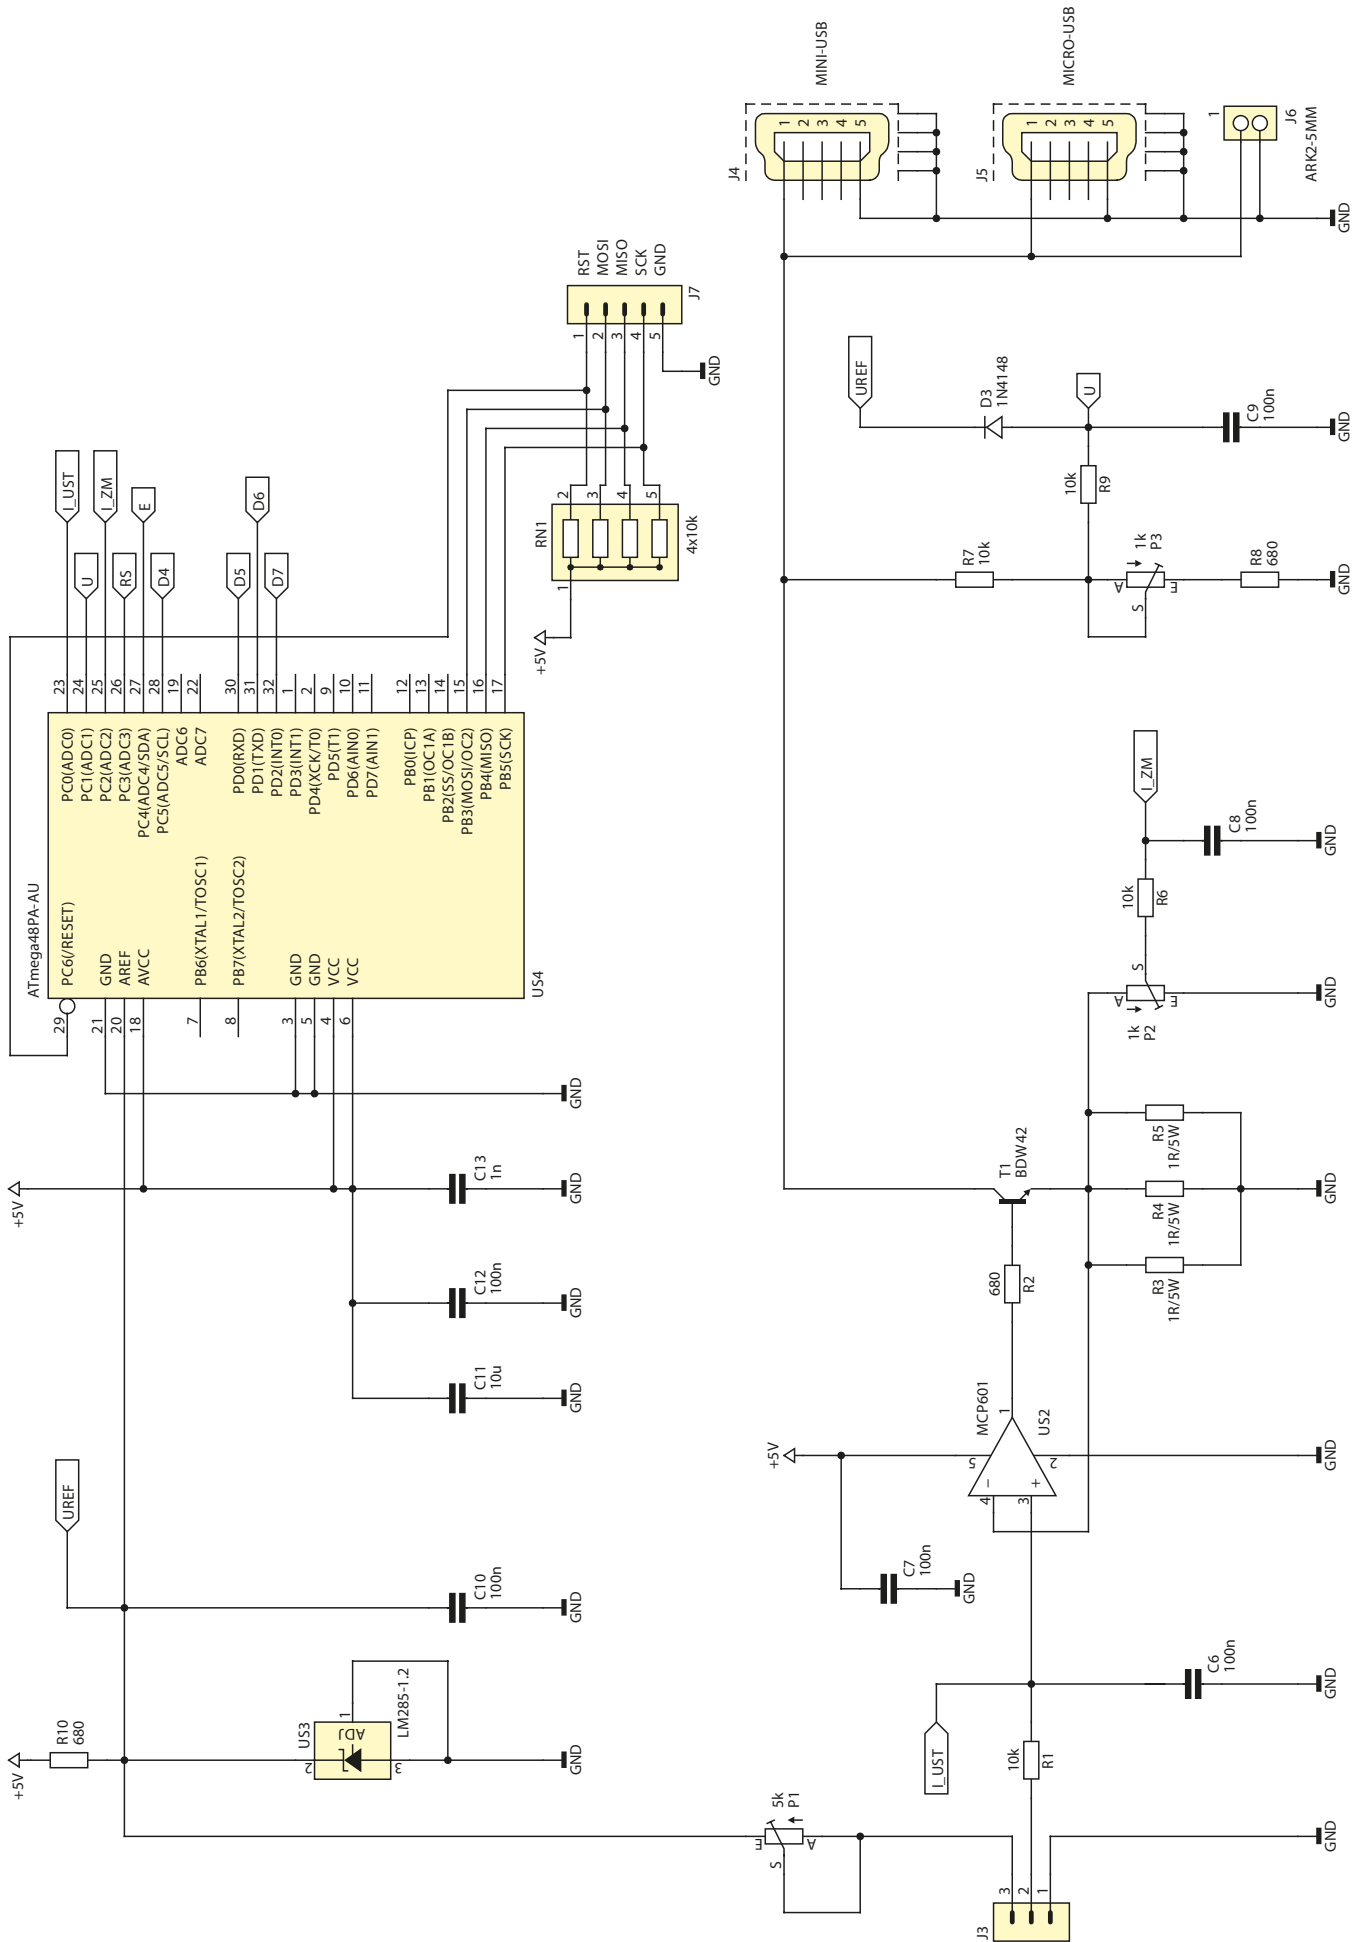 ATmega48PA-AU
US4
PC6(/RESET)
GND
AREF
AVCC
PB6(XTAL1/TOSC1)
PB7(XTAL2/TOSC2)
GND
GND
VCC
VCC
29
21
20
18
7
8
3
5
4
6
PC0(ADC0)
PC1(ADC1)
PC2(ADC2)
PC3(ADC3)
PC4(ADC4/SDA)
PC5(ADC5/SCL)
ADC6
ADC7
PD0(RXD)
PD1(TXD)
PD2(INT0)
PD3(INT1)
PD4(XCK/T0)
PD5(T1)
PD6(AIN0)
PD7(AIN1)
PB0(ICP)
PB1(OC1A)
PB2(SS/OC1B)
PB3(MOSI/OC2)
PB4(MISO)
PB5(SCK)
23
24
25
26
27
28
19
22
30
31
32
1
2
9
10
11
12
13
14
15
16
17
I_UST
U
I_ZM
RS
E
D4
D5
D6
D7
+5V
R10
680
UREF
US3
LM285-1.2
ADJ
1
2
3
GND
C10
100n
GND
C11
10u
GND
C12
100n
GND
+5V
C13
1n
GND
GND
+5V
RN1
4x10k
1
2
3
4
5
J7
1
2
3
4
5
RST
MOSI
MISO
SCK
GND
GND
J3
3
2
1
P1
5k
E
A
S
GND
I_UST
10k
R1
C6
100n
GND
+5V
C7
100n
GND
MCP601
US2
4
3
5
2
1
GND
680
R2
T1
BDW42
R3
1R/5W
R4
1R/5W
R5
1R/5W
GND
1k
P2
A
E
S
GND
10k
R6
I_ZM
C8
100n
GND
R7
10k
1k
P3
A
E
S
R8
680
GND
10k
R9
UREF
D3
1N4148
U
C9
100n
GND
J4
MINI-USB
1
2
3
4
5
J5
MICRO-USB
1
2
3
4
5
1
J6
ARK2-5MM
GND